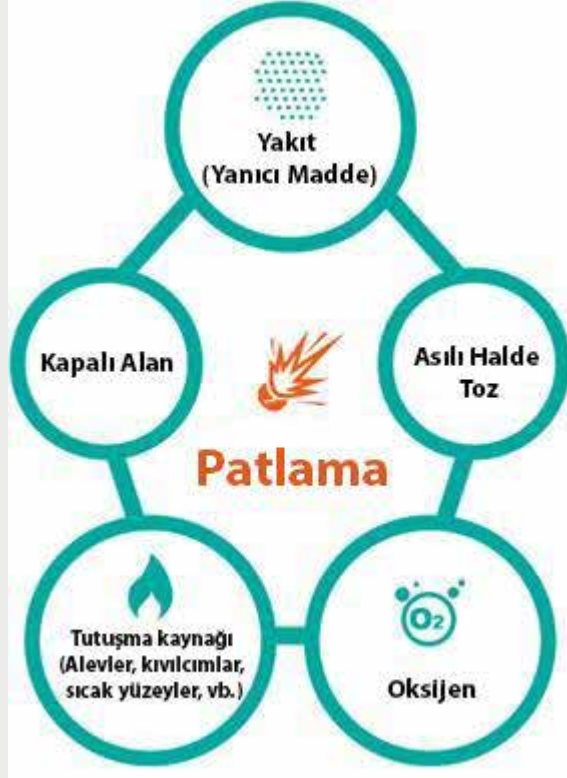 Yakıt
(Yanıcı Madde)
Kapalı Alan
Asılı Halde
Toz
Patlama
Tutuşma kaynağı
(Alevler, kıvılcımlar,
sıcak yüzeyler, vb.)
O2
Oksijen